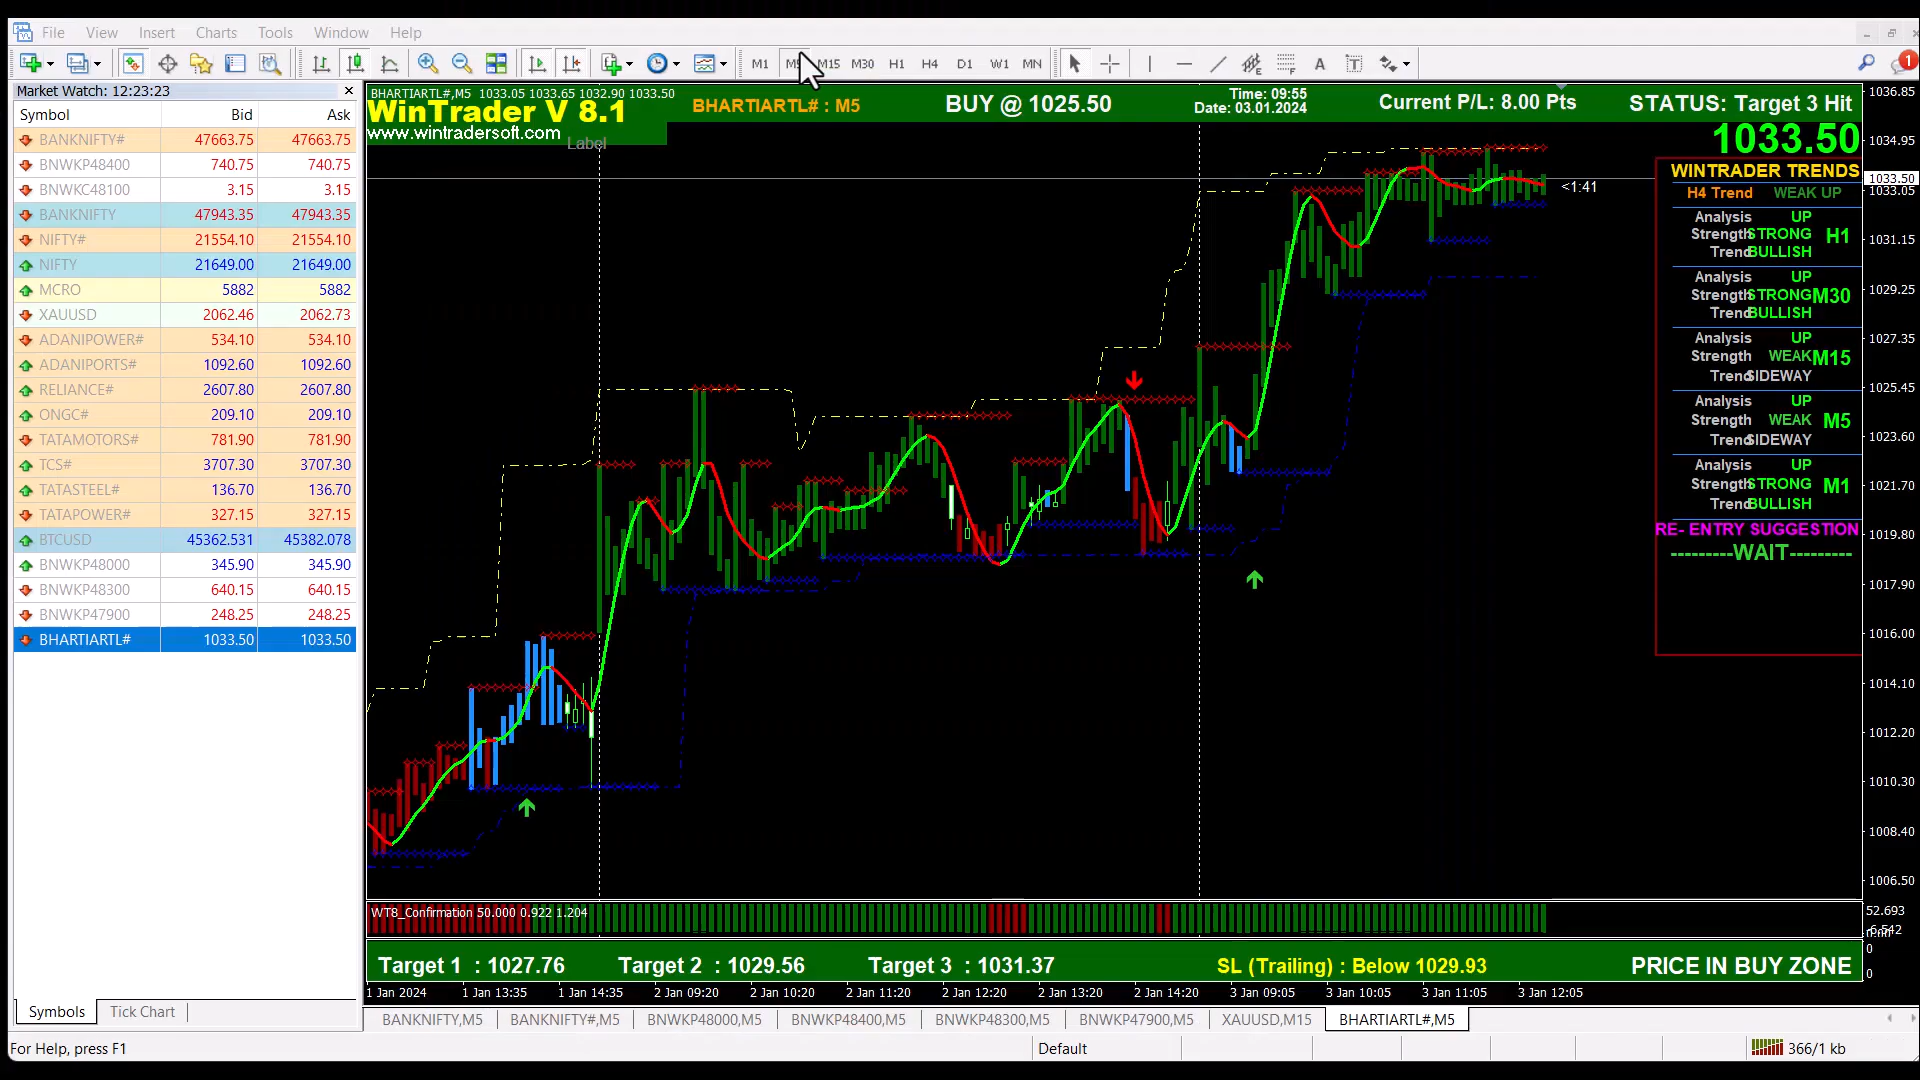 File View Insert Charts Tools Window Help
M1 M5 M15 M30 H1 H4 D1 W1 MN
1
Market Watch: 12:23:23
Symbol Bid Ask
BANKNIFTY# 47663.75 47663.75
BNWKP48400 740.75 740.75
BNWKC48100 3.15 3.15
BANKNIFTY 47943.35 47943.35
NIFTY# 21554.10 21554.10
NIFTY 21649.00 21649.00
MCRO 5882 5882
XAUUSD 2062.46 2062.73
ADANIPOWER# 534.10 534.10
ADANIPORTS# 1092.60 1092.60
RELIANCE# 2607.80 2607.80
ONGC# 209.10 209.10
TATAMOTORS# 781.90 781.90
TCS# 3707.30 3707.30
TATASTEEL# 136.70 136.70
TATAPOWER# 327.15 327.15
BTCUSD 45362.531 45382.078
BNWKP48000 345.90 345.90
BNWKP48300 640.15 640.15
BNWKP47900 248.25 248.25
BHARTIARTL# 1033.50 1033.50
Symbols Tick Chart
BHARTIARTL#,M5 1033.05 1033.65 1032.90 1033.50
WinTrader V 8.1
www.wintradersoft.com
Label
BHARTIARTL# : M5
BUY @ 1025.50
Time: 09:55
Date: 03.01.2024
Current P/L: 8.00 Pts
STATUS: Target 3 Hit
1033.50
<1:41
WINTRADER TRENDS
H4 Trend WEAK UP
Analysis UP
Strength STRONG H1
Trend BULLISH
Analysis UP
Strength STRONG M30
Trend BULLISH
Analysis UP
Strength WEAK M15
Trend SIDEWAY
Analysis UP
Strength WEAK M5
Trend SIDEWAY
Analysis UP
Strength STRONG M1
Trend BULLISH
RE- ENTRY SUGGESTION
---------WAIT---------
1036.85
1034.95
1033.50
1033.05
1031.15
1029.25
1027.35
1025.45
1023.60
1021.70
1019.80
1017.90
1016.00
1014.10
1012.20
1010.30
1008.40
1006.50
WT8_Confirmation 50.000 0.922 1.204
52.693
0
0
Target 1 : 1027.76 Target 2 : 1029.56 Target 3 : 1031.37 SL (Trailing) : Below 1029.93 PRICE IN BUY ZONE
1 Jan 2024 1 Jan 13:35 1 Jan 14:35 2 Jan 09:20 2 Jan 10:20 2 Jan 11:20 2 Jan 12:20 2 Jan 13:20 2 Jan 14:20 3 Jan 09:05 3 Jan 10:05 3 Jan 11:05 3 Jan 12:05
BANKNIFTY,M5 BANKNIFTY#,M5 BNWKP48000,M5 BNWKP48400,M5 BNWKP48300,M5 BNWKP47900,M5 XAUUSD,M15 BHARTIARTL#,M5
For Help, press F1 Default 366/1 kb